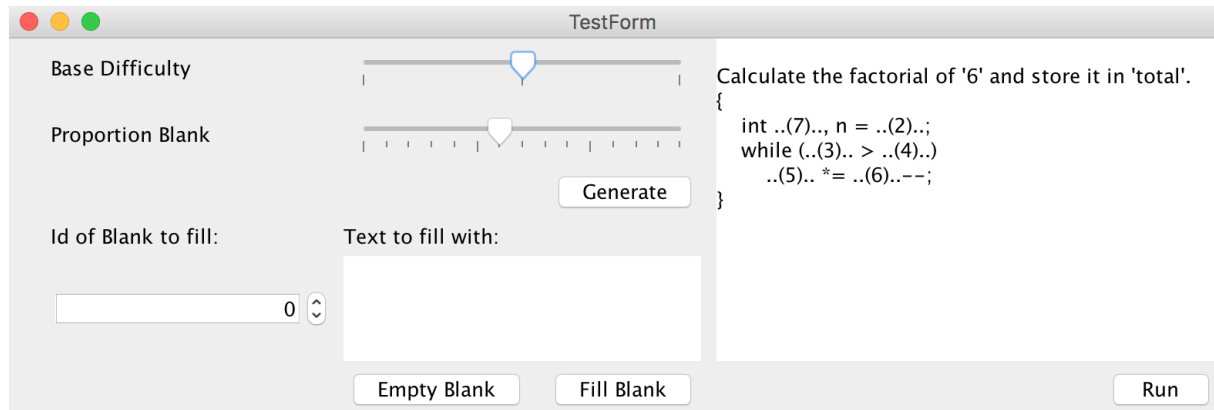 TestForm
Base Difficulty
Proportion Blank
Generate
Id of Blank to fill:
Text to fill with:
0
Empty Blank
Fill Blank
Calculate the factorial of '6' and store it in 'total'.
{
int ..(7).., n = ..(2)..;
while (..(3).. > ..(4)..)
..(5).. *= ..(6)..--;
}
Run